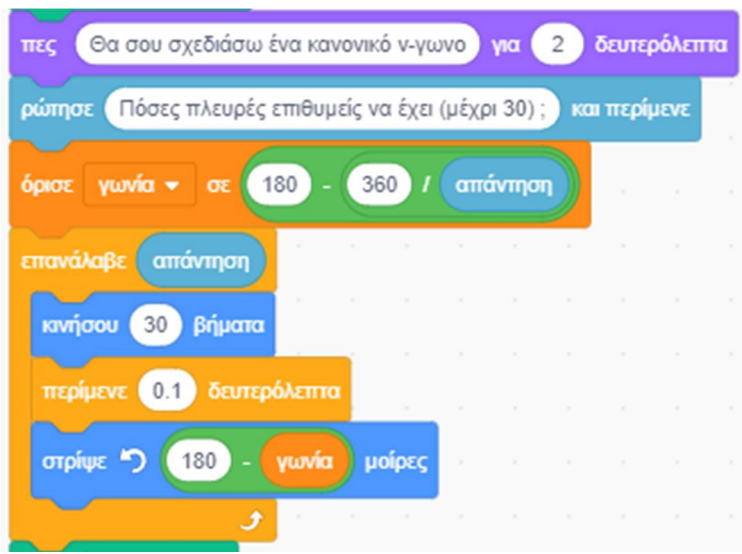 πες Θα σου σχεδιάσω ένα κανονικό ν-γωνο για 2 δευτερόλεπτα
ρώτησε Πόσες πλευρές επιθυμείς να έχει (μέχρι 30) ; και περίμενε
όρισε γωνία σε 180 - 360 / απάντηση
επανάλαβε απάντηση
κινήσου 30 βήματα
περίμενε 0.1 δευτερόλεπτα
στρίψε 180 - γωνία μοίρες